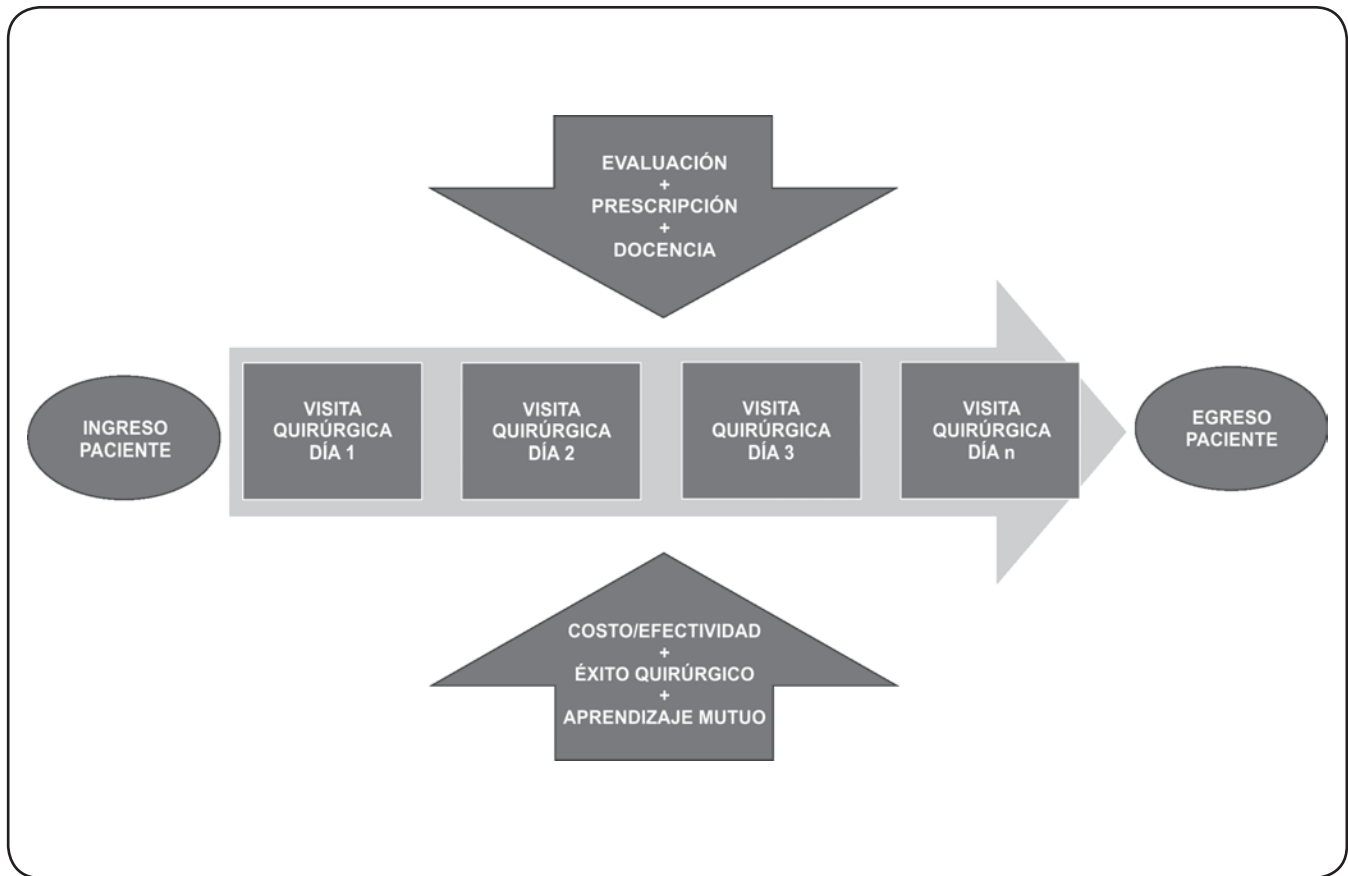 EVALUACIÓN
+
PRESCRIPCIÓN
+
DOCENCIA
INGRESO
PACIENTE
VISITA
QUIRÚRGICA
DÍA 1
VISITA
QUIRÚRGICA
DÍA 2
VISITA
QUIRÚRGICA
DÍA 3
VISITA
QUIRÚRGICA
DÍA n
EGRESO
PACIENTE
COSTO/EFECTIVIDAD
+
ÉXITO QUIRÚRGICO
+
APRENDIZAJE MUTUO